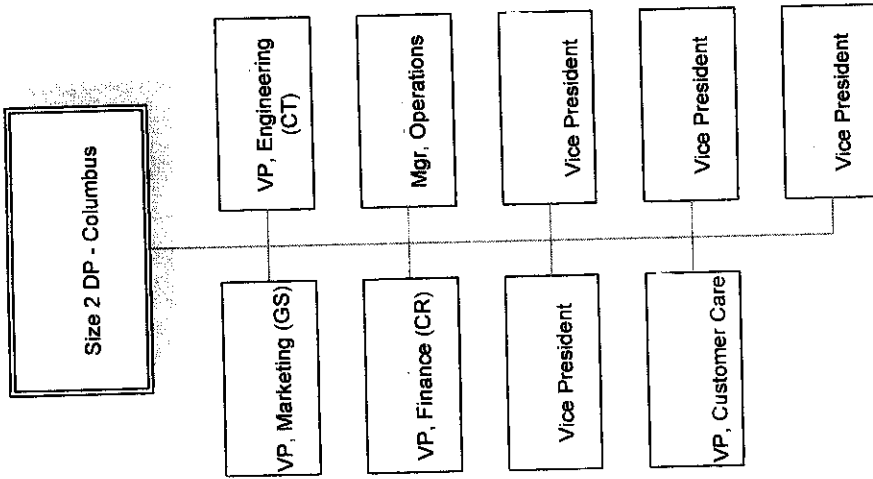 Size 2 DP - Columbus
VP, Marketing (GS)
VP, Engineering
(CT)
VP, Finance (CR)
Mgr, Operations
Vice President
Vice President
VP, Customer Care
Vice President
Vice President